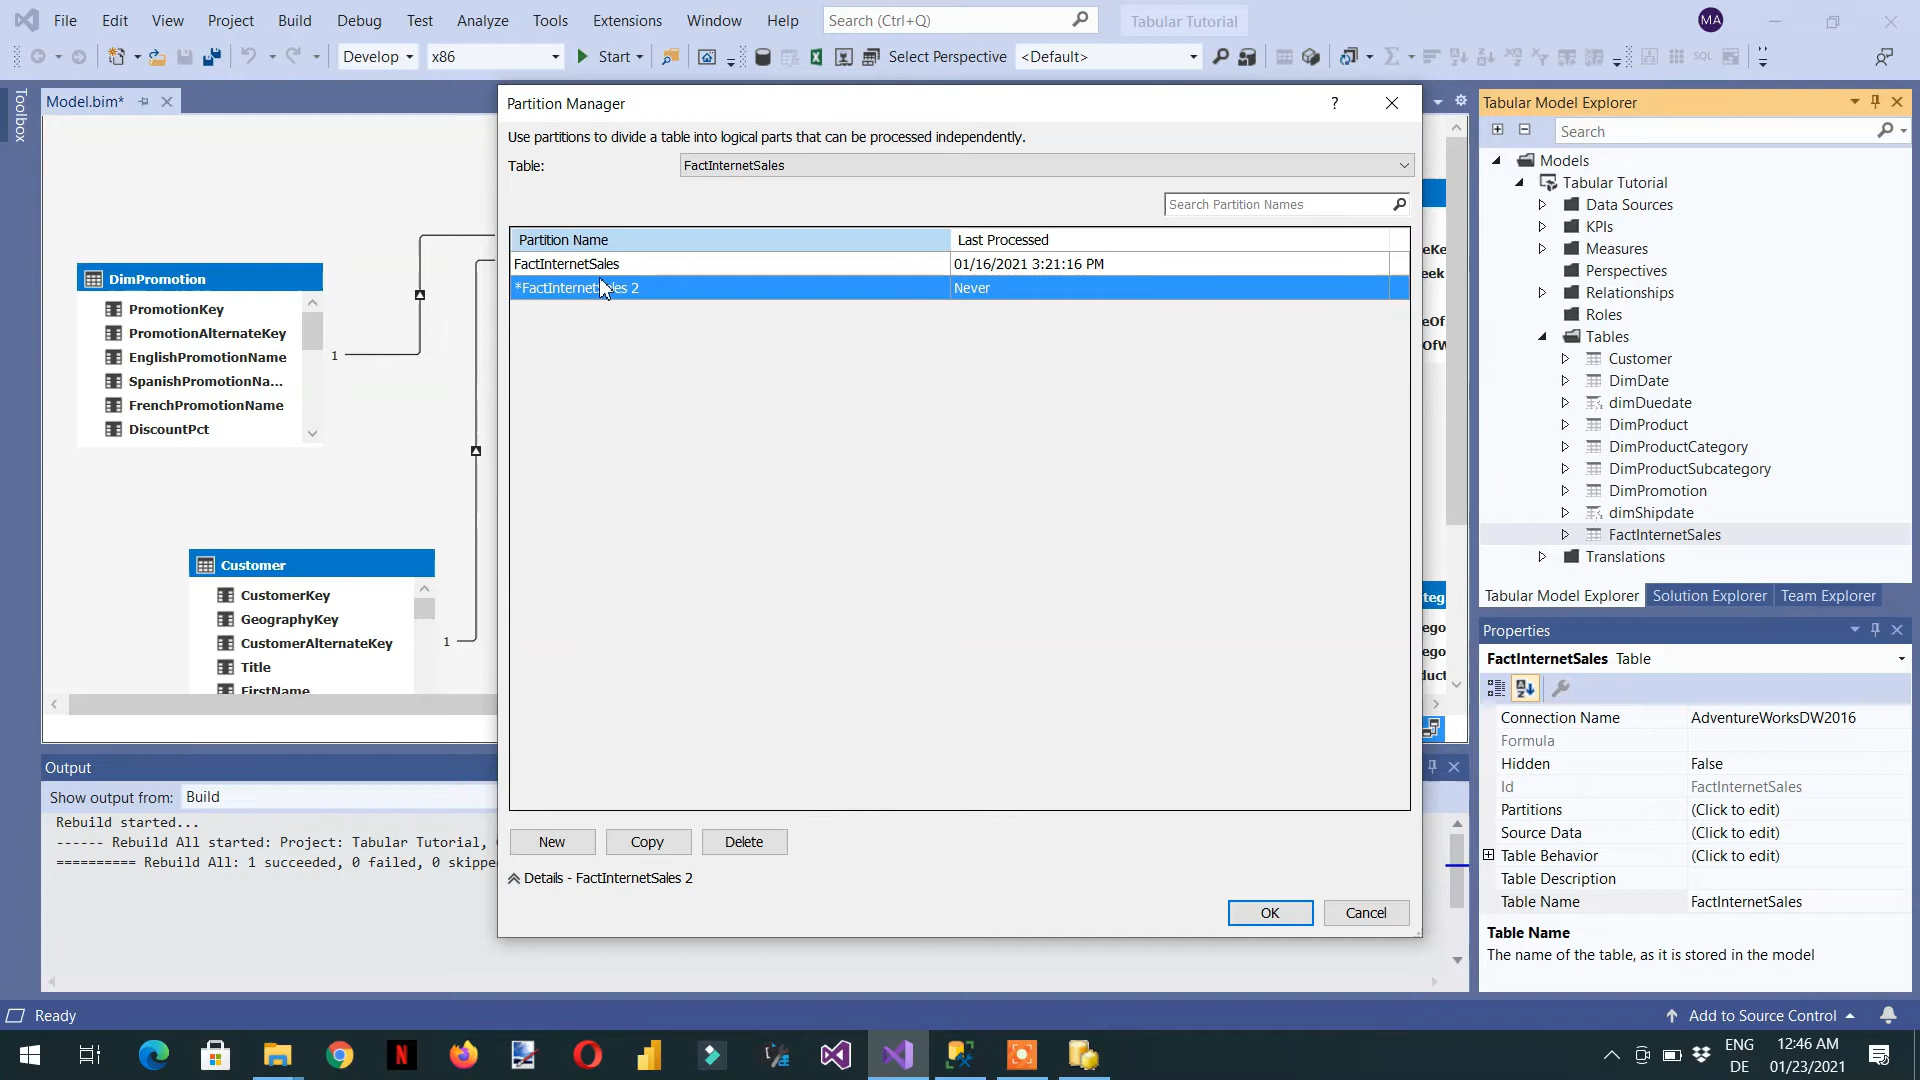 File Edit View Project Build Debug Test Analyze Tools Extensions Window Help Search (Ctrl+Q) Tabular Tutorial MA
Develop x86 Start Select Perspective <Default>
Toolbox
Model.bim*
DimPromotion
PromotionKey
PromotionAlternateKey
EnglishPromotionName
SpanishPromotionNa...
FrenchPromotionName
DiscountPct
1
Customer
CustomerKey
GeographyKey
CustomerAlternateKey
Title
FirstName
1
Partition Manager
?
Use partitions to divide a table into logical parts that can be processed independently.
Table: FactInternetSales
Search Partition Names
Partition Name Last Processed
FactInternetSales 01/16/2021 3:21:16 PM
*FactInternetSales 2 Never
New Copy Delete
Details - FactInternetSales 2
OK Cancel
Output
Show output from: Build
Rebuild started...
------ Rebuild All started: Project: Tabular Tutorial,
========== Rebuild All: 1 succeeded, 0 failed, 0 skippe
Tabular Model Explorer
Search
Models
Tabular Tutorial
Data Sources
KPIs
Measures
Perspectives
Relationships
Roles
Tables
Customer
DimDate
dimDuedate
DimProduct
DimProductCategory
DimProductSubcategory
DimPromotion
dimShipdate
FactInternetSales
Translations
Tabular Model Explorer Solution Explorer Team Explorer
Properties
FactInternetSales Table
Connection Name AdventureWorksDW2016
Formula
Hidden False
Id FactInternetSales
Partitions (Click to edit)
Source Data (Click to edit)
Table Behavior (Click to edit)
Table Description
Table Name FactInternetSales
Table Name
The name of the table, as it is stored in the model
Ready
Add to Source Control
ENG
DE
12:46 AM
01/23/2021